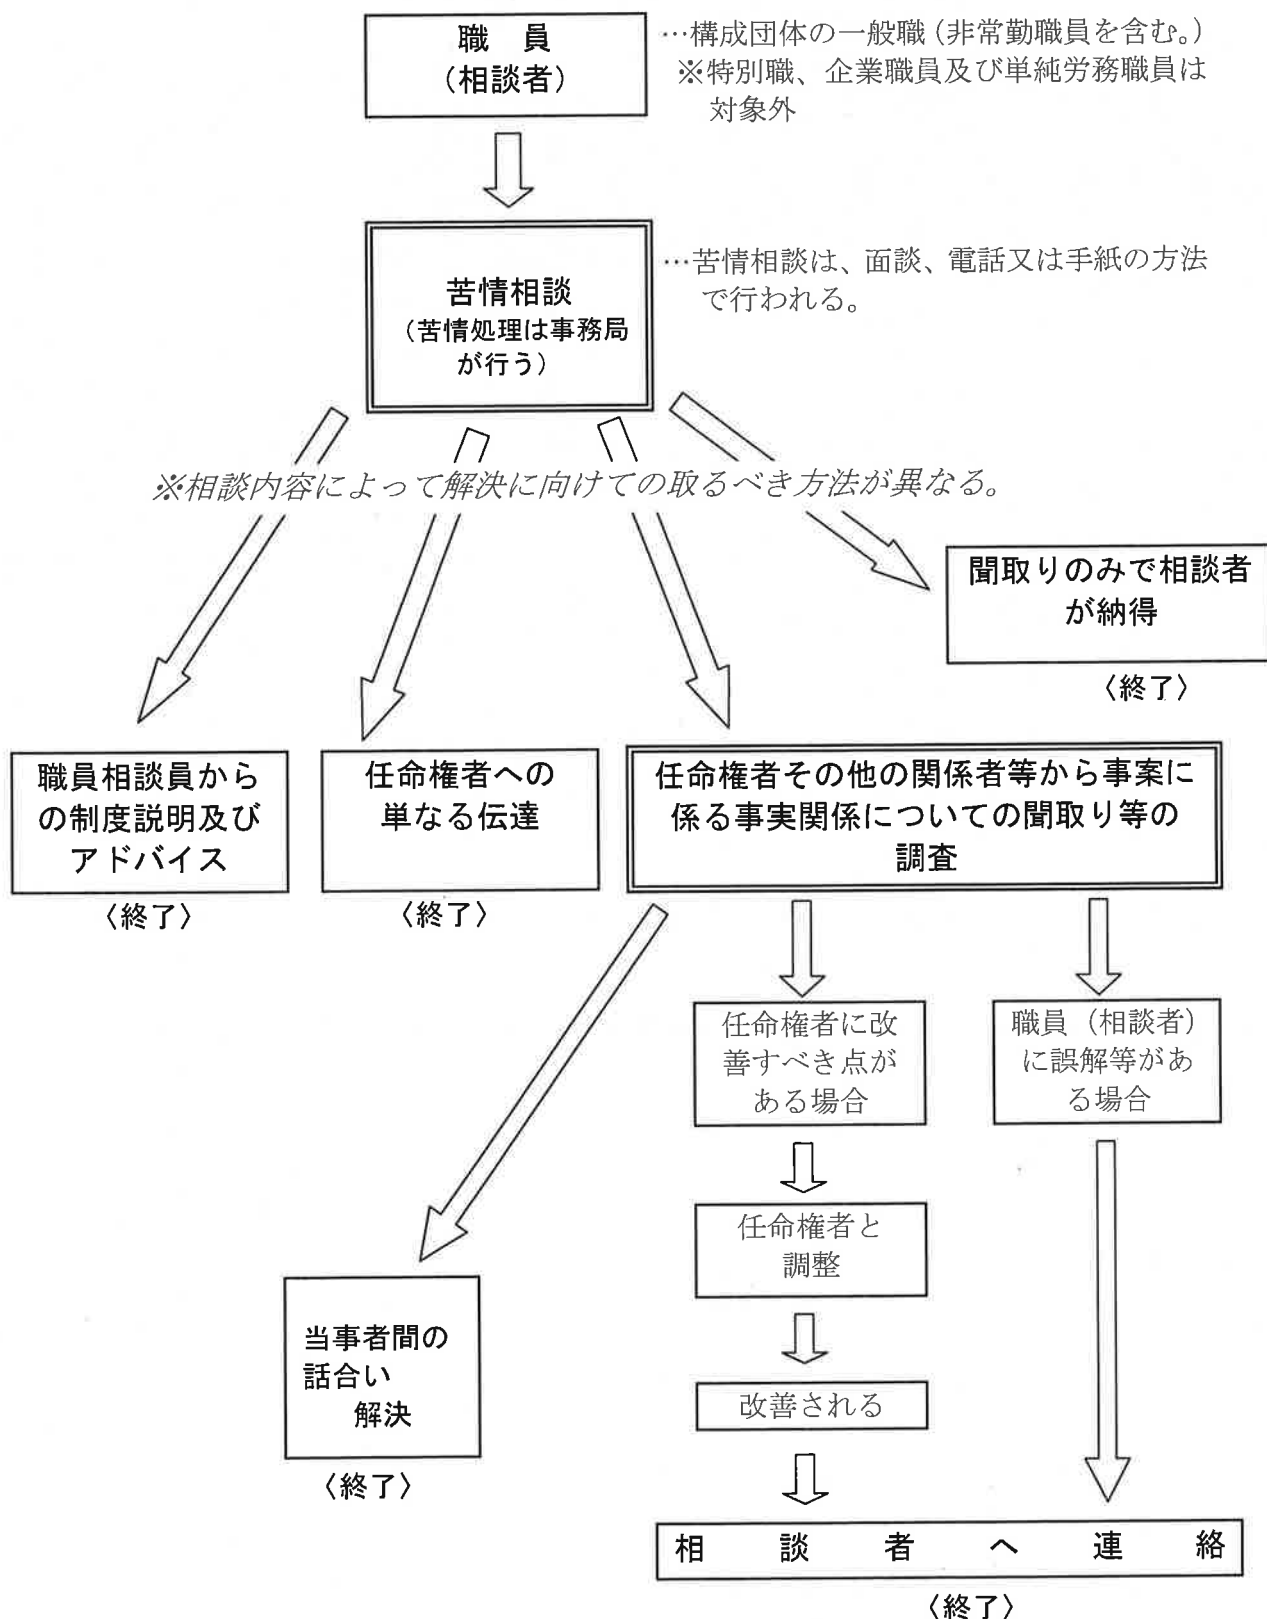 職　員
（相談者）
…構成団体の一般職（非常勤職員を含む。）
※特別職、企業職員及び単純労務職員は
対象外
苦情相談
（苦情処理は事務局
が行う）
…苦情相談は、面談、電話又は手紙の方法
で行われる。
※相談内容によって解決に向けての取るべき方法が異なる。
聞取りのみで相談者
が納得
〈終了〉
職員相談員から
の制度説明及び
アドバイス
〈終了〉
任命権者への
単なる伝達
〈終了〉
任命権者その他の関係者等から事案に
係る事実関係についての聞取り等の
調査
任命権者に改
善すべき点が
ある場合
職員（相談者）
に誤解等があ
る場合
任命権者と
調整
当事者間の
話合い
解決
〈終了〉
改善される
相　談　者　へ　連　絡
〈終了〉